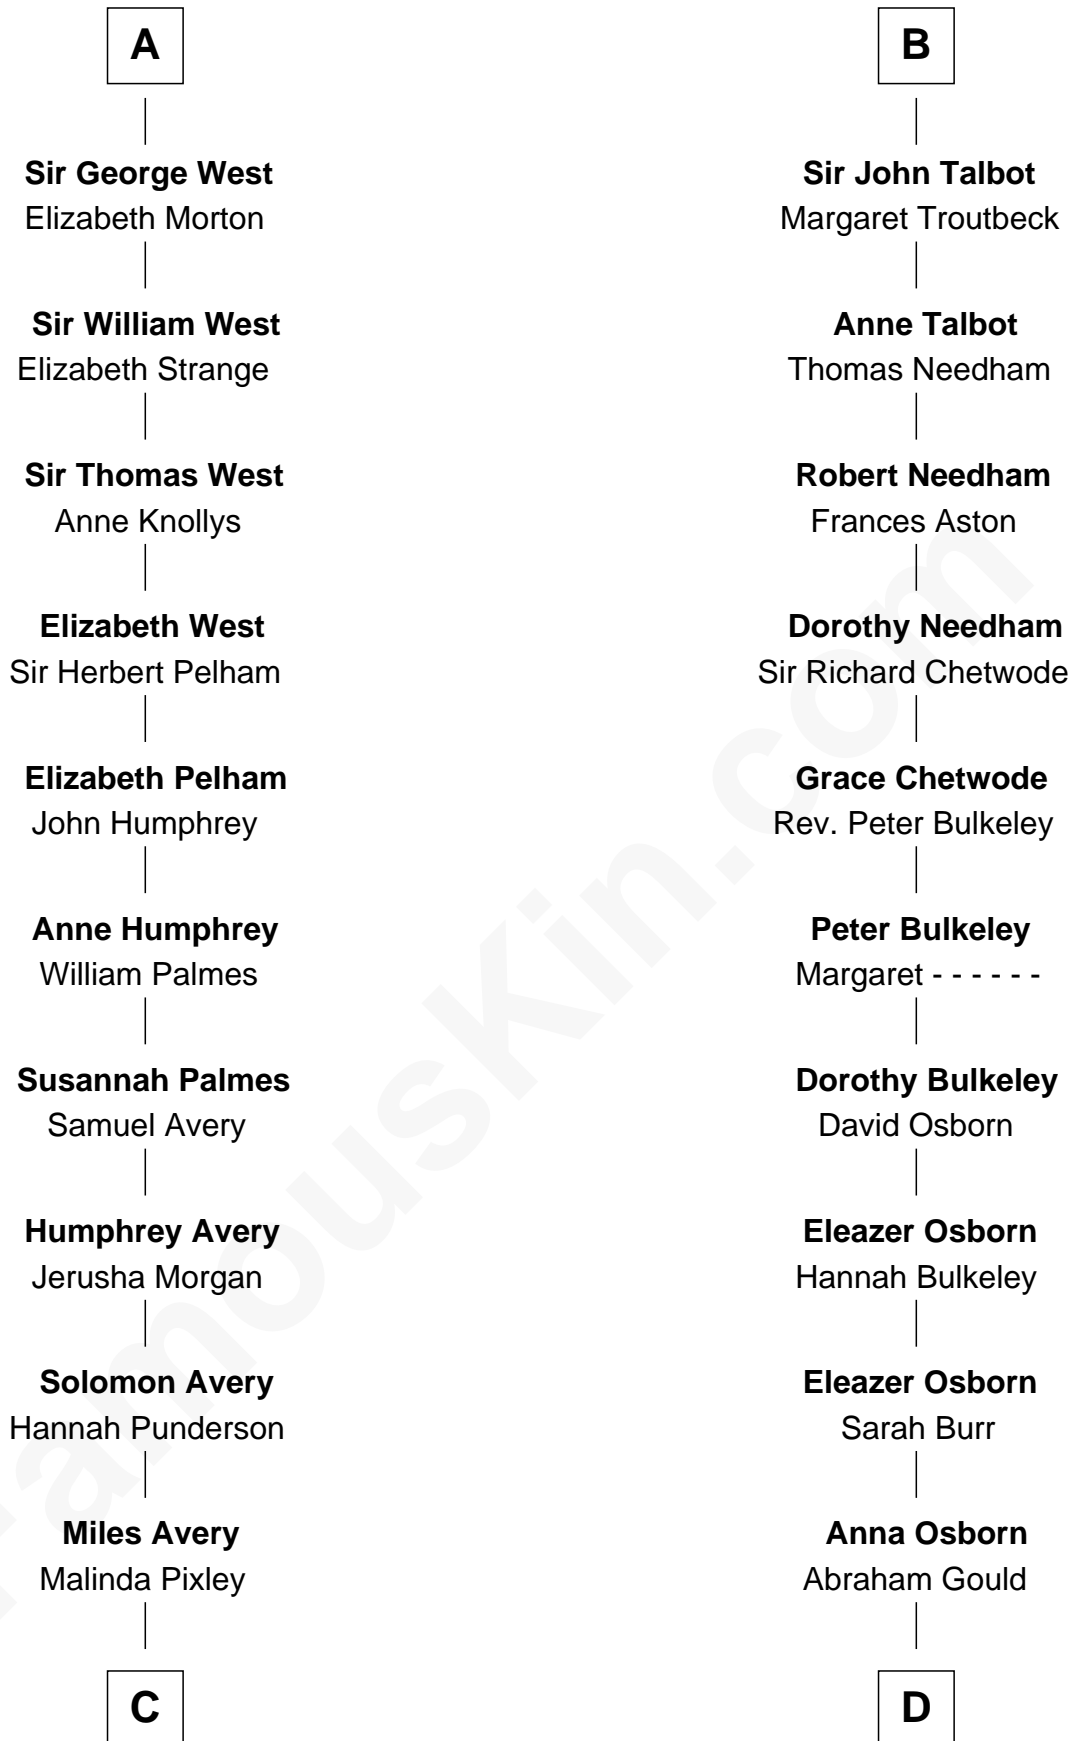 A
Sir George West
Elizabeth Morton
Sir William West
Elizabeth Strange
Sir Thomas West
Anne Knollys
Elizabeth West
Sir Herbert Pelham
Elizabeth Pelham
John Humphrey
Anne Humphrey
William Palmes
Susannah Palmes
Samuel Avery
Humphrey Avery
Jerusha Morgan
Solomon Avery
Hannah Punderson
Miles Avery
Malinda Pixley
C
B
Sir John Talbot
Margaret Troutbeck
Anne Talbot
Thomas Needham
Robert Needham
Frances Aston
Dorothy Needham
Sir Richard Chetwode
Grace Chetwode
Rev. Peter Bulkeley
Peter Bulkeley
Margaret - - - - - -
Dorothy Bulkeley
David Osborn
Eleazer Osborn
Hannah Bulkeley
Eleazer Osborn
Sarah Burr
Anna Osborn
Abraham Gould
D
FamousKin.com